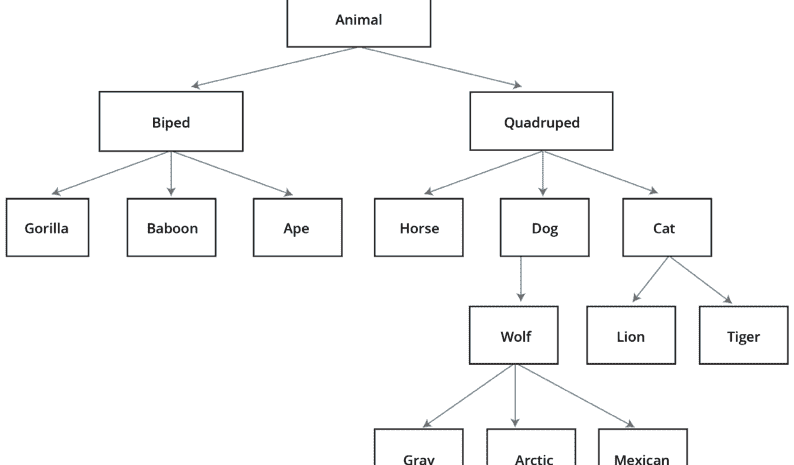 Animal
Biped
Quadruped
Gorilla
Baboon
Ape
Horse
Dog
Cat
Wolf
Lion
Tiger
Gray
Arctic
Mexican